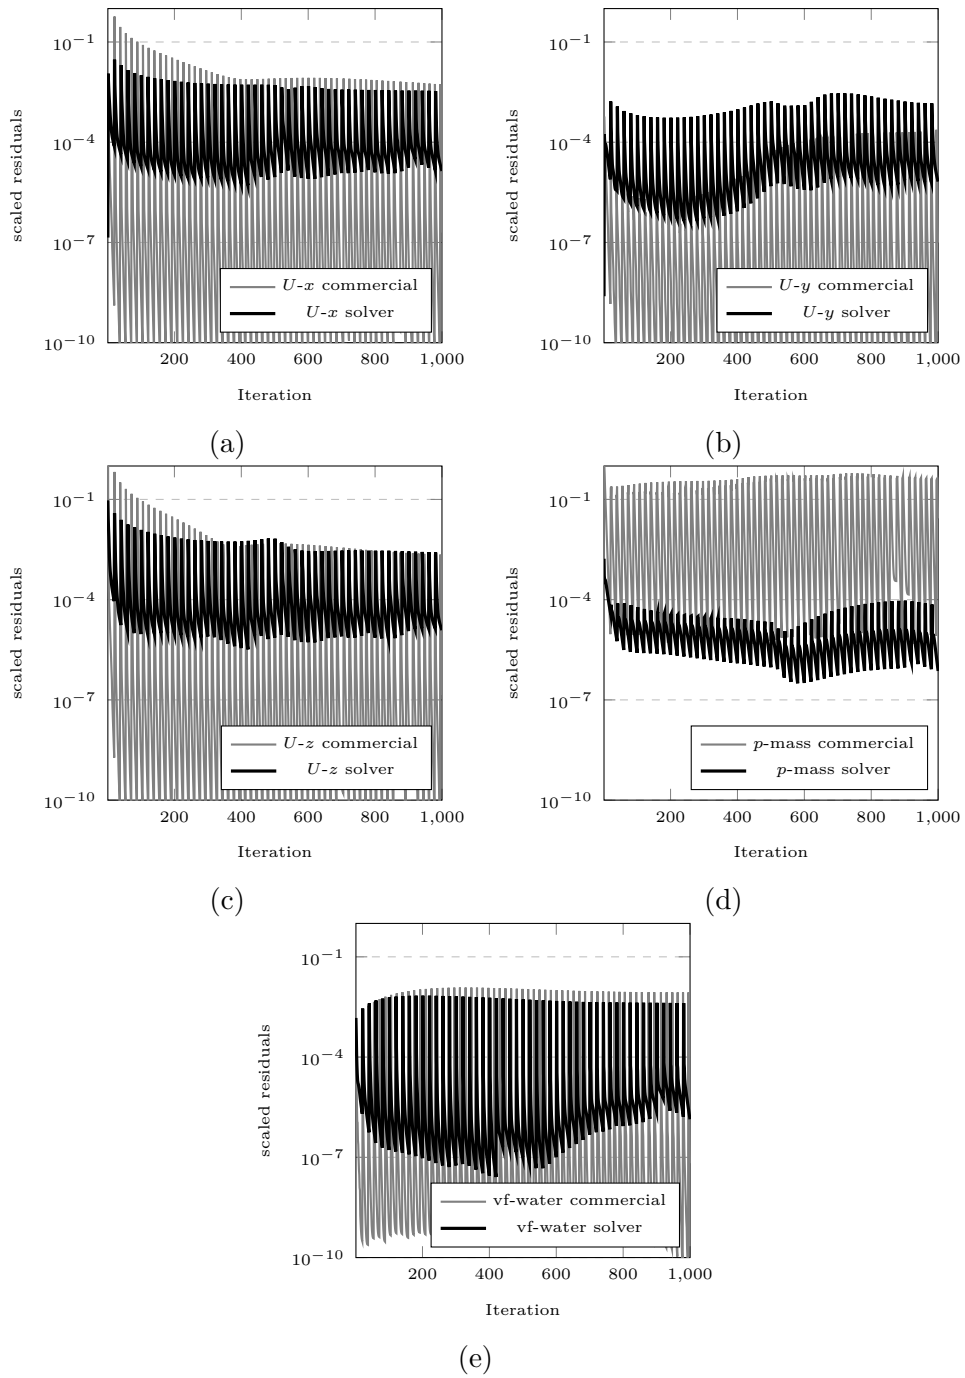 10−1
10−4
10−7
10−10
scaled residuals
U-x commercial
U-x solver
200 400 600 800 1,000
Iteration
(a)
10−1
10−4
10−7
10−10
scaled residuals
U-y commercial
U-y solver
200 400 600 800 1,000
Iteration
(b)
10−1
10−4
10−7
10−10
scaled residuals
U-z commercial
U-z solver
200 400 600 800 1,000
Iteration
(c)
10−1
10−4
10−7
10−10
scaled residuals
p-mass commercial
p-mass solver
200 400 600 800 1,000
Iteration
(d)
10−1
10−4
10−7
10−10
scaled residuals
vf-water commercial
vf-water solver
200 400 600 800 1,000
Iteration
(e)